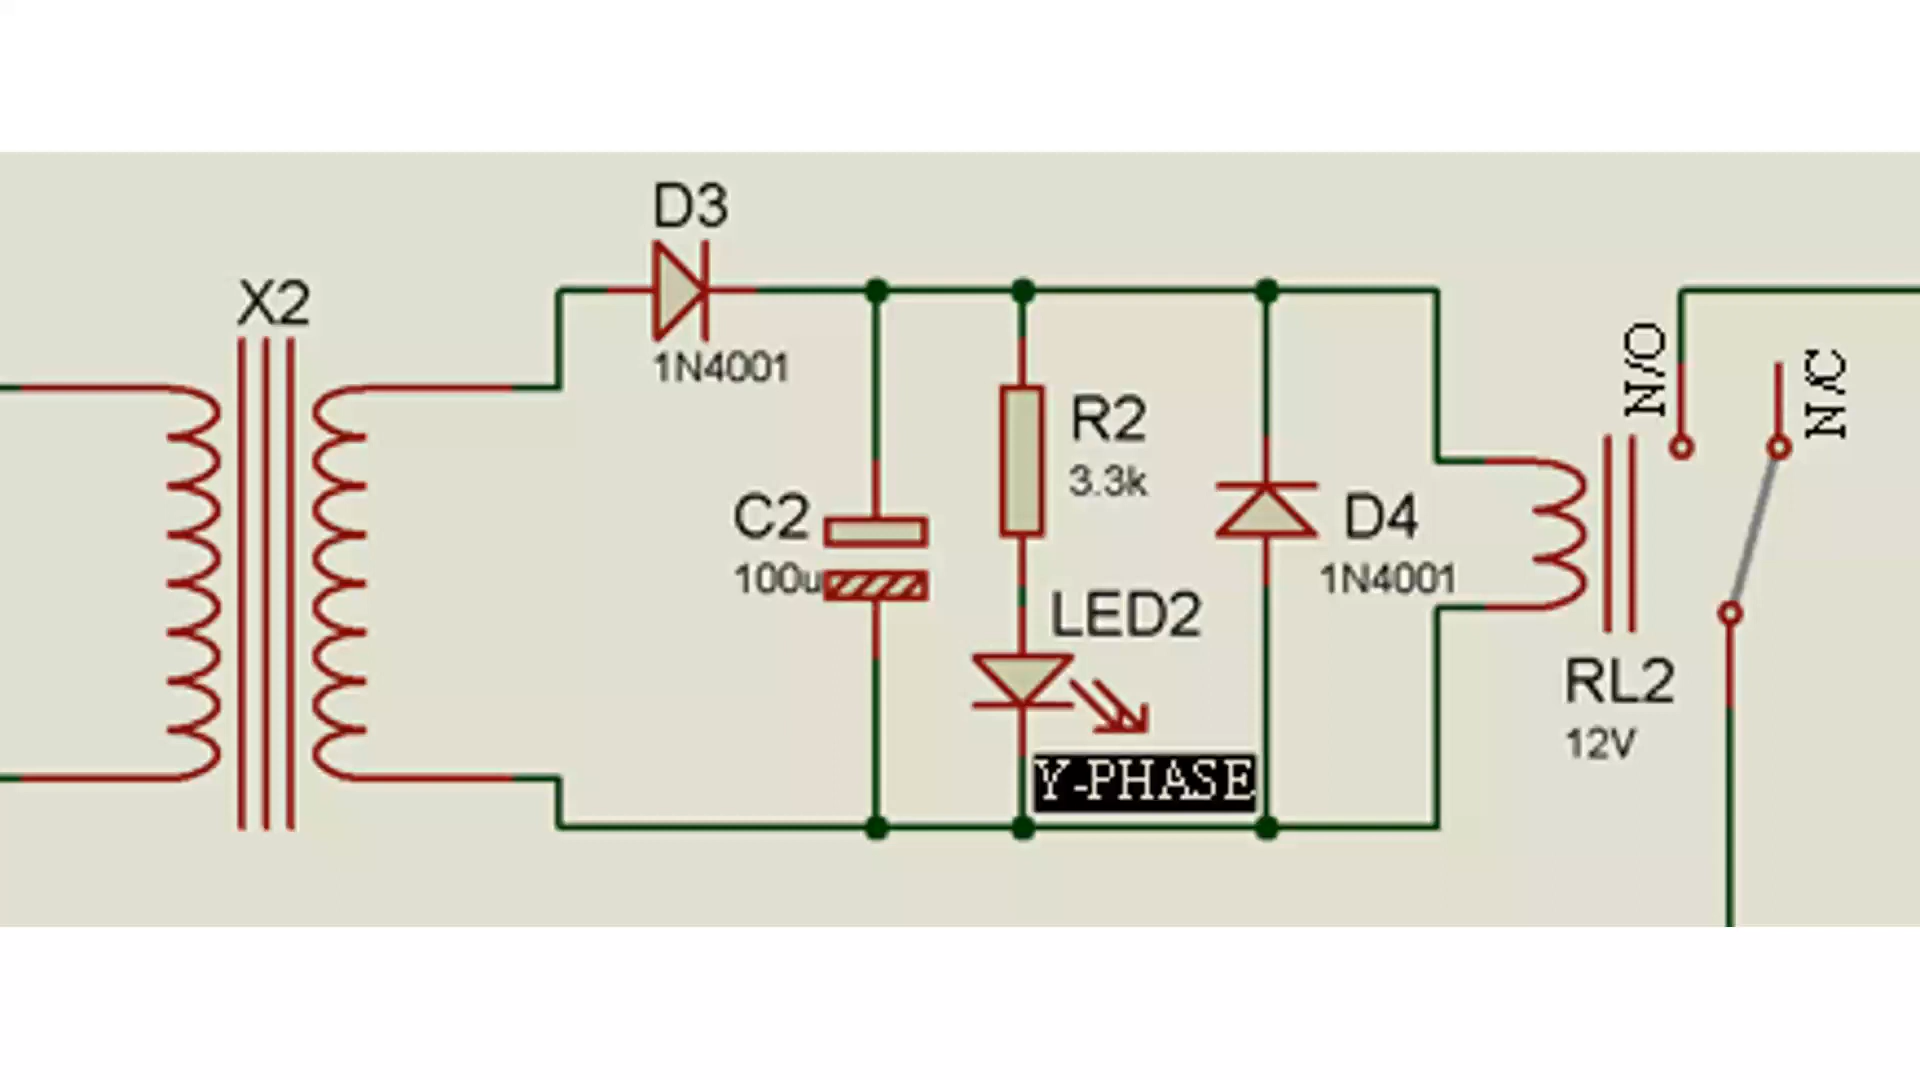 D3
X2
1N4001
N/O
N/C
R2
3.3k
C2
100u
D4
1N4001
LED2
RL2
12V
Y-PHASE